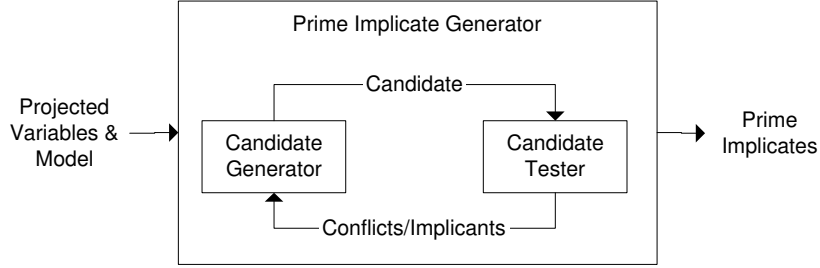 Prime Implicate Generator
Candidate
Projected
Variables &
Model
Candidate
Generator
Candidate
Tester
Prime
Implicates
Conflicts/Implicants